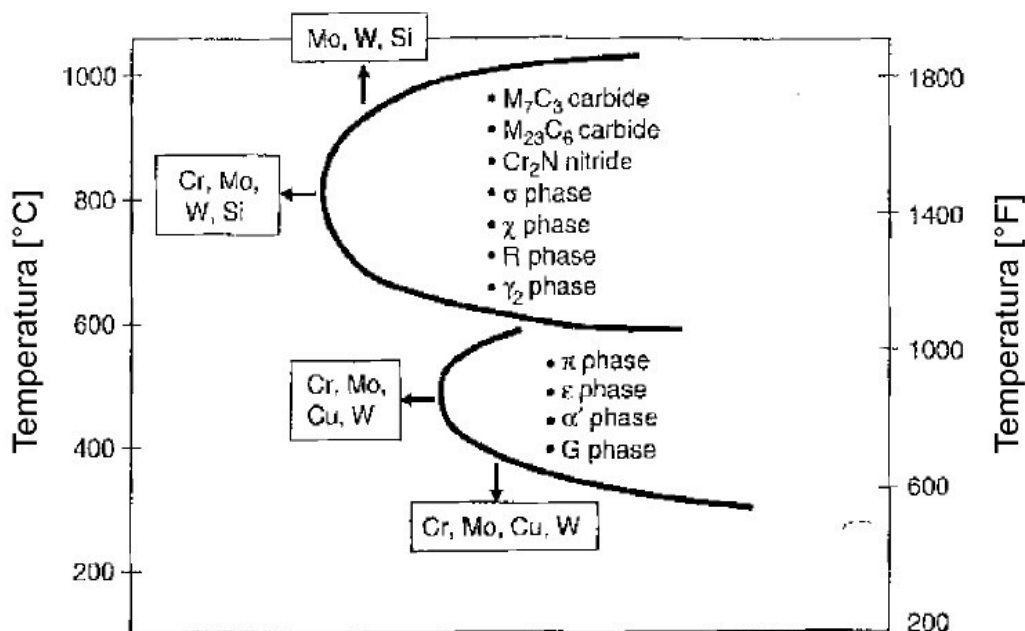 Mo, W, Si
1000
1800
• M₇C₃ carbide
• M₂₃C₆ carbide
• Cr₂N nitride
• σ phase
• χ phase
• R phase
• γ₂ phase
Cr, Mo,
W, Si
800
1400
Temperatura [°C]
Temperatura [°F]
600
1000
• π phase
• ε phase
• α′ phase
• G phase
Cr, Mo,
Cu, W
400
600
Cr, Mo, Cu, W
200
200